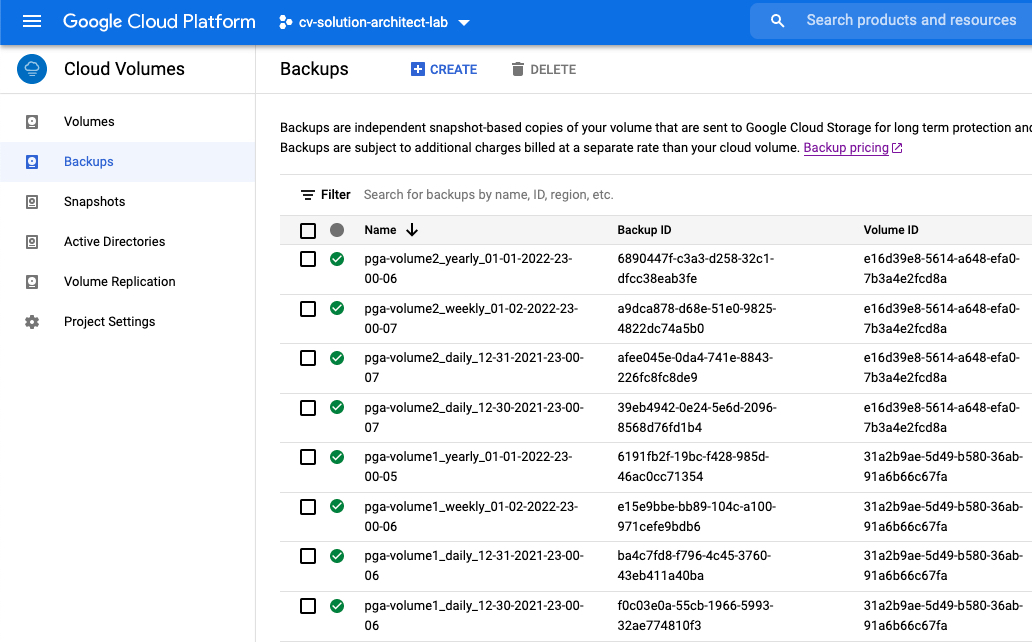 Google Cloud Platform
cv-solution-architect-lab
Search products and resources
Cloud Volumes
Backups
CREATE
DELETE
Volumes
Backups
Snapshots
Active Directories
Volume Replication
Project Settings
Backups are independent snapshot-based copies of your volume that are sent to Google Cloud Storage for long term protection and
Backups are subject to additional charges billed at a separate rate than your cloud volume. Backup pricing
Filter Search for backups by name, ID, region, etc.
Name Backup ID Volume ID
pga-volume2_yearly_01-01-2022-23- 6890447f-c3a3-d258-32c1- e16d39e8-5614-a648-efa0-
00-06 dfcc38eab3fe 7b3a4e2fcd8a
pga-volume2_weekly_01-02-2022-23- a9dca878-d68e-51e0-9825- e16d39e8-5614-a648-efa0-
00-07 4822dc74a5b0 7b3a4e2fcd8a
pga-volume2_daily_12-31-2021-23-00- afee045e-0da4-741e-8843- e16d39e8-5614-a648-efa0-
07 226fc8fc8de9 7b3a4e2fcd8a
pga-volume2_daily_12-30-2021-23-00- 39eb4942-0e24-5e6d-2096- e16d39e8-5614-a648-efa0-
07 8568d76fd1b4 7b3a4e2fcd8a
pga-volume1_yearly_01-01-2022-23- 6191fb2f-19bc-f428-985d- 31a2b9ae-5d49-b580-36ab-
00-05 46ac0cc71354 91a6b66c67fa
pga-volume1_weekly_01-02-2022-23- e15e9bbe-bb89-104c-a100- 31a2b9ae-5d49-b580-36ab-
00-06 971cefe9bdb6 91a6b66c67fa
pga-volume1_daily_12-31-2021-23-00- ba4c7fd8-f796-4c45-3760- 31a2b9ae-5d49-b580-36ab-
06 43eb411a40ba 91a6b66c67fa
pga-volume1_daily_12-30-2021-23-00- f0c03e0a-55cb-1966-5993- 31a2b9ae-5d49-b580-36ab-
06 32ae774810f3 91a6b66c67fa